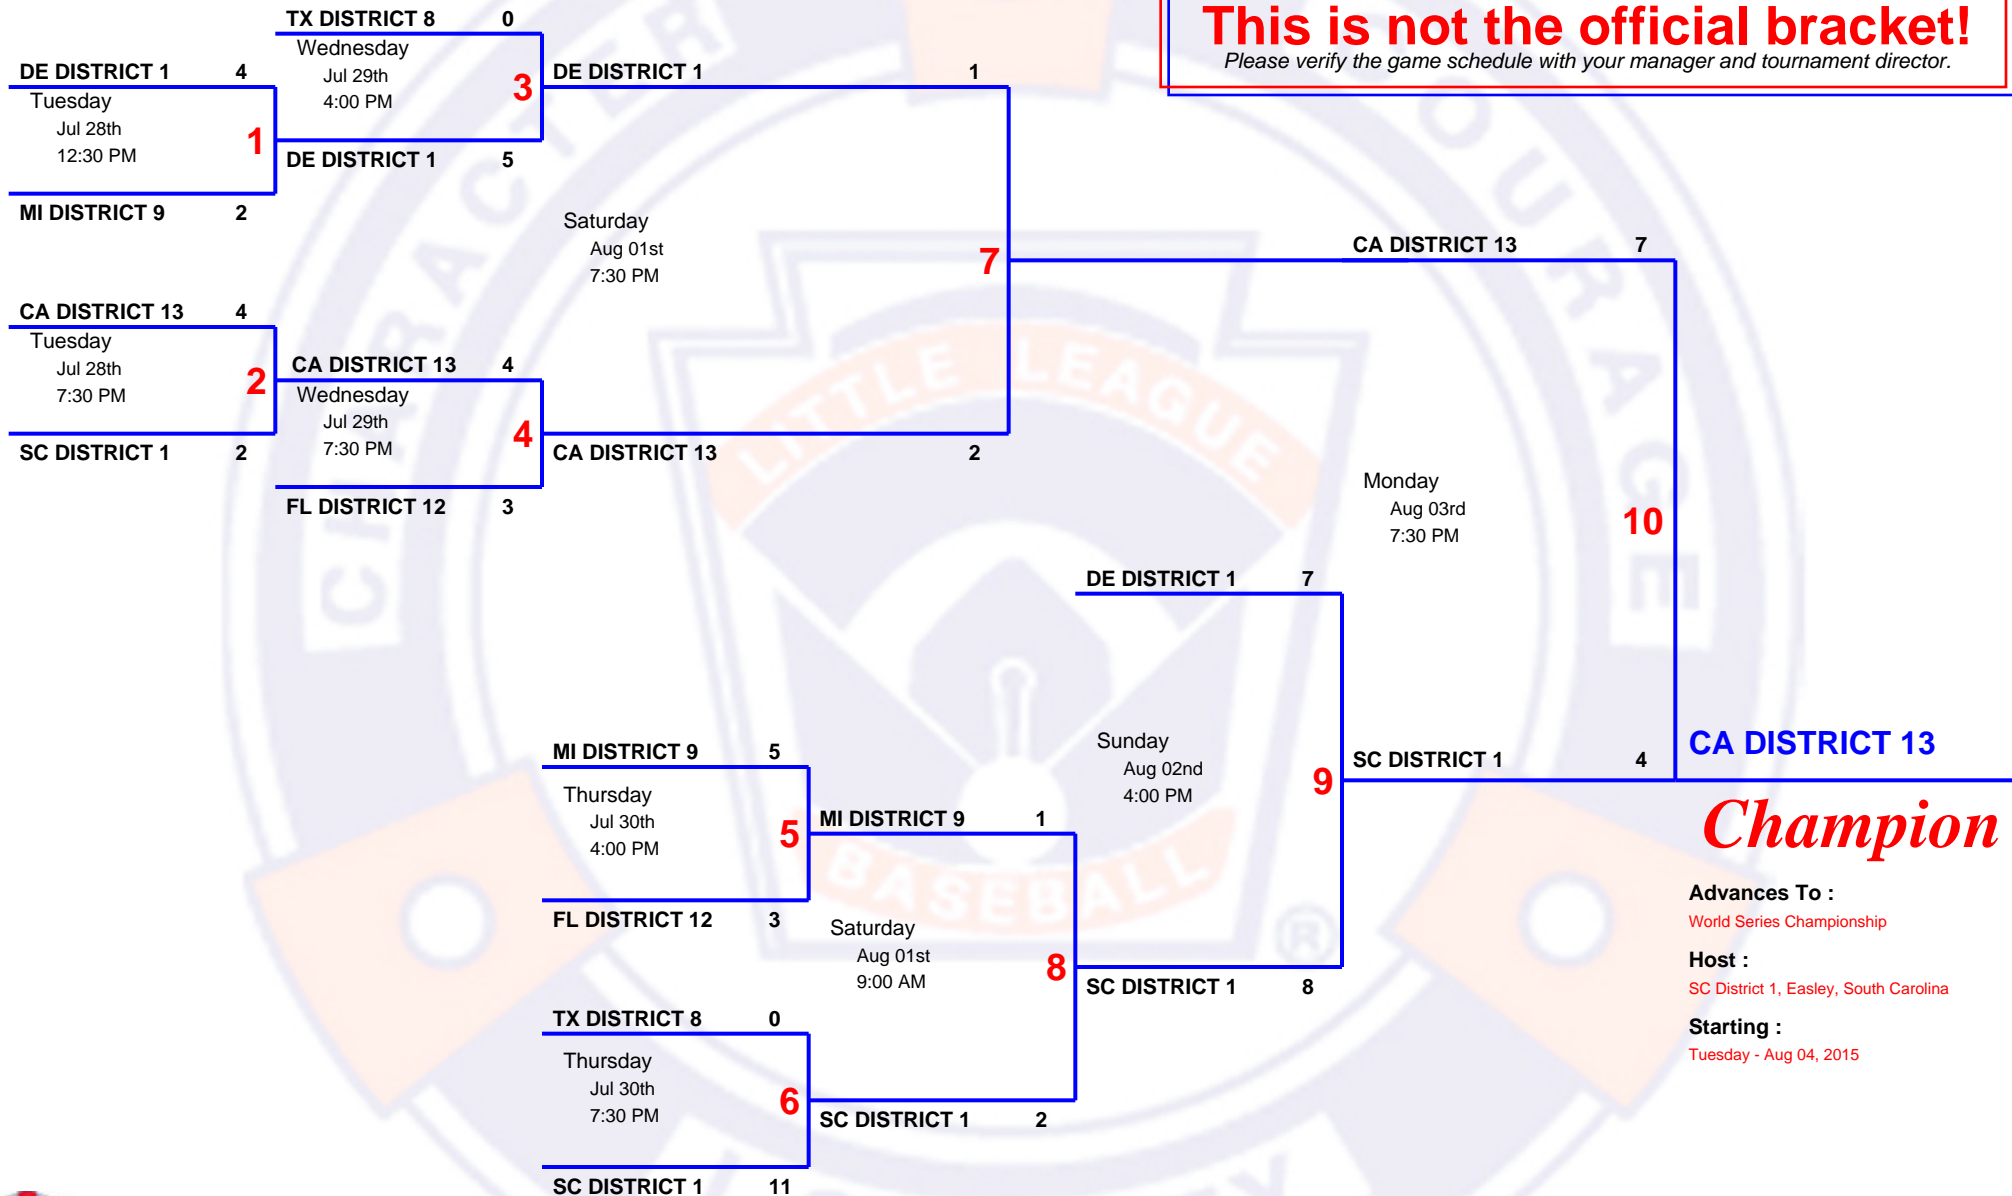 This is not the official bracket!
Please verify the game schedule with your manager and tournament director.
TX DISTRICT 8 0
Wednesday
Jul 29th
4:00 PM
3
DE DISTRICT 1 5
DE DISTRICT 1 4
Tuesday
Jul 28th
12:30 PM
1
MI DISTRICT 9 2
DE DISTRICT 1 1
Saturday
Aug 01st
7:30 PM
7
CA DISTRICT 13 2
CA DISTRICT 13 4
Tuesday
Jul 28th
7:30 PM
2
SC DISTRICT 1 2
CA DISTRICT 13 4
Wednesday
Jul 29th
7:30 PM
4
FL DISTRICT 12 3
CA DISTRICT 13 7
Monday
Aug 03rd
7:30 PM
10
SC DISTRICT 1 4
DE DISTRICT 1 7
Sunday
Aug 02nd
4:00 PM
9
SC DISTRICT 1 8
MI DISTRICT 9 5
Thursday
Jul 30th
4:00 PM
5
FL DISTRICT 12 3
MI DISTRICT 9 1
Saturday
Aug 01st
9:00 AM
8
SC DISTRICT 1 2
TX DISTRICT 8 0
Thursday
Jul 30th
7:30 PM
6
SC DISTRICT 1 11
CA DISTRICT 13
Champion
Advances To :
World Series Championship
Host :
SC District 1, Easley, South Carolina
Starting :
Tuesday - Aug 04, 2015
CHARACTER
COURAGE
LITTLE LEAGUE
BASEBALL
®